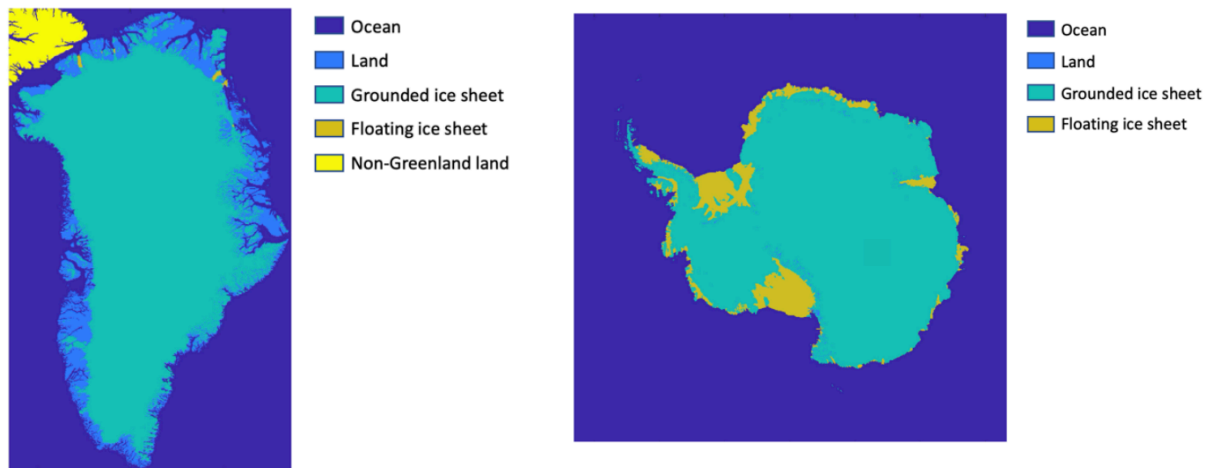 Ocean
Land
Grounded ice sheet
Floating ice sheet
Non-Greenland land
Ocean
Land
Grounded ice sheet
Floating ice sheet